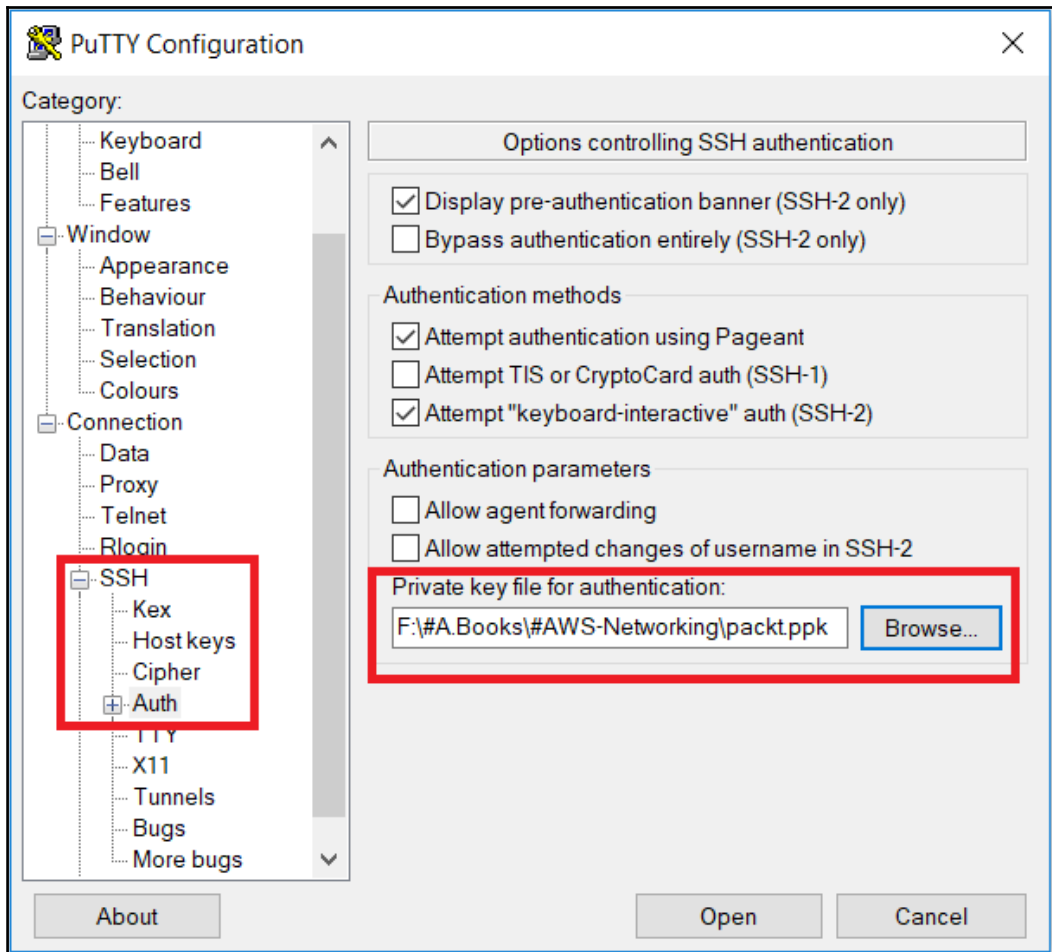 PuTTY Configuration
Category:
Keyboard
Bell
Features
Window
Appearance
Behaviour
Translation
Selection
Colours
Connection
Data
Proxy
Telnet
Rlogin
SSH
Kex
Host keys
Cipher
Auth
TTY
X11
Tunnels
Bugs
More bugs
Options controlling SSH authentication
Display pre-authentication banner (SSH-2 only)
Bypass authentication entirely (SSH-2 only)
Authentication methods
Attempt authentication using Pageant
Attempt TIS or CryptoCard auth (SSH-1)
Attempt "keyboard-interactive" auth (SSH-2)
Authentication parameters
Allow agent forwarding
Allow attempted changes of username in SSH-2
Private key file for authentication:
F:\#A.Books\#AWS-Networking\packt.ppk Browse...
About Open Cancel